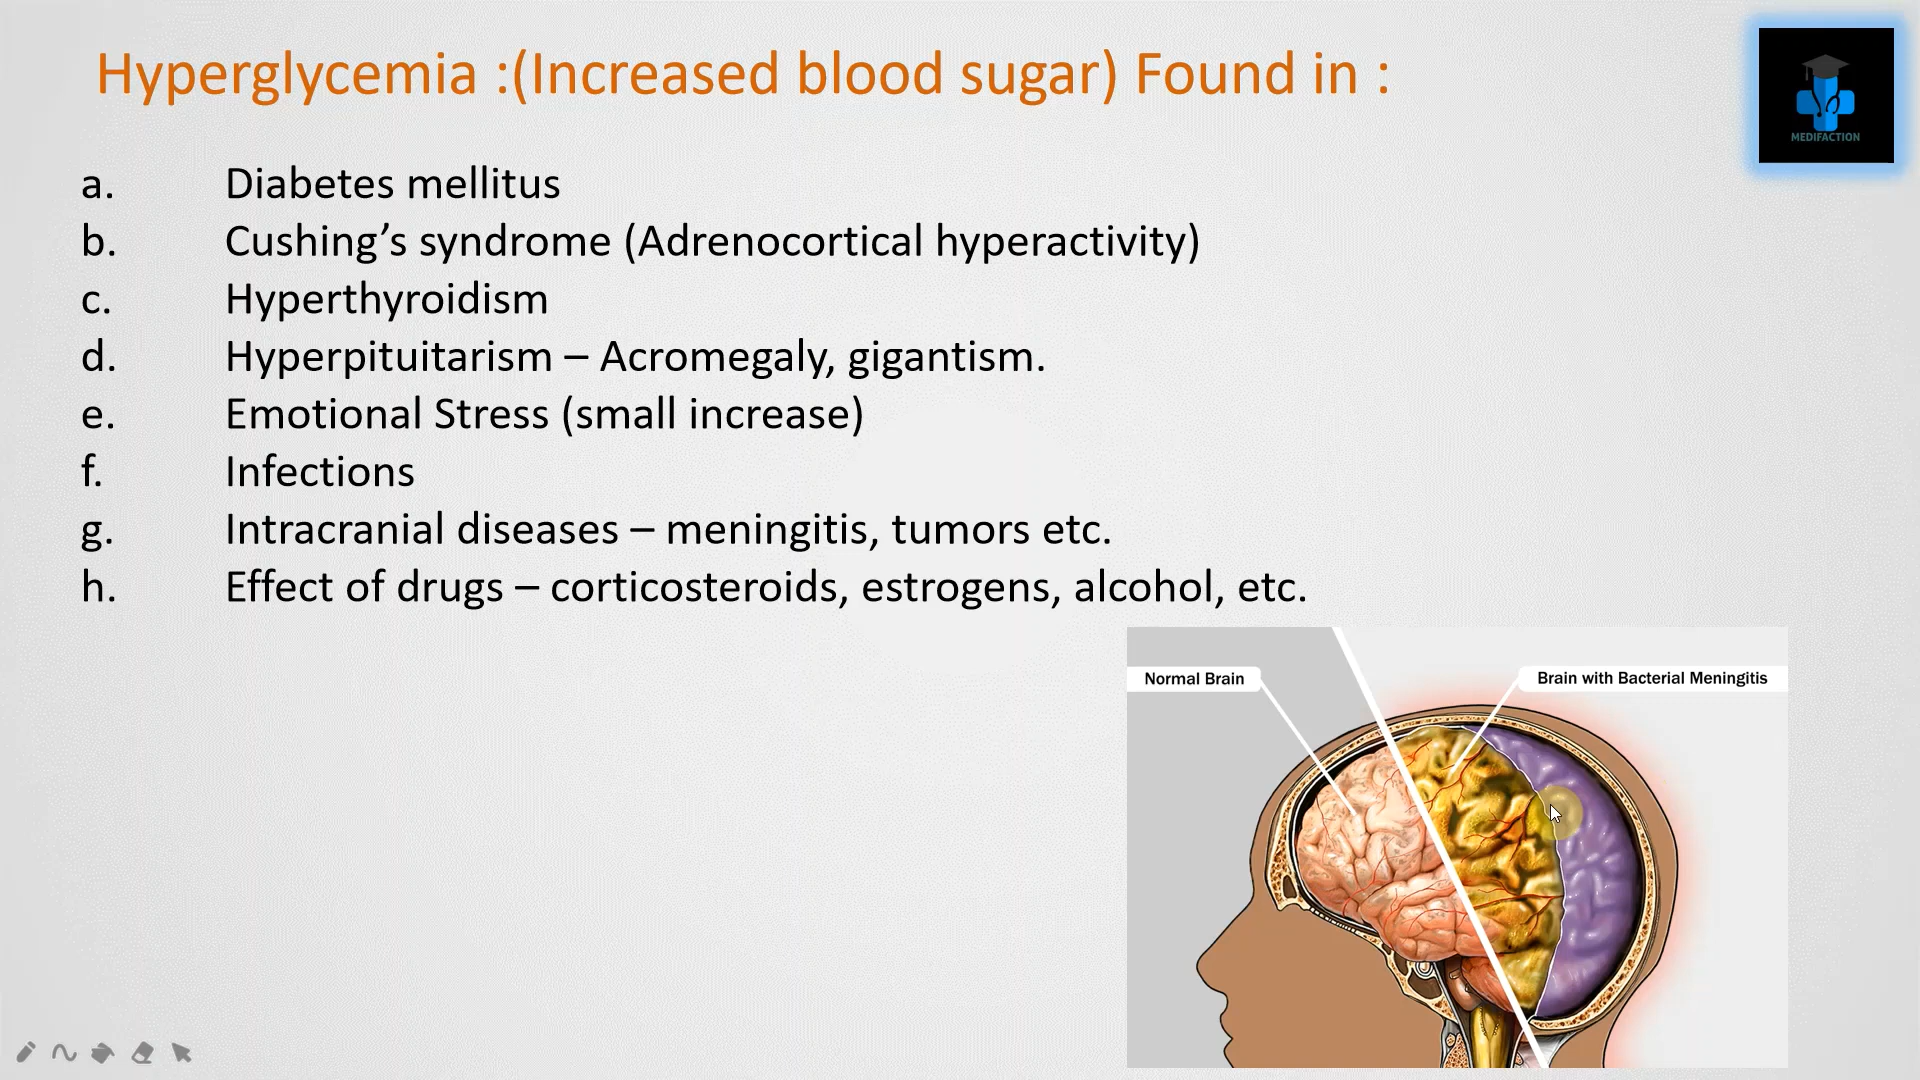 Hyperglycemia :(Increased blood sugar) Found in :
MEDIFACTION
a. Diabetes mellitus
b. Cushing’s syndrome (Adrenocortical hyperactivity)
c. Hyperthyroidism
d. Hyperpituitarism – Acromegaly, gigantism.
e. Emotional Stress (small increase)
f. Infections
g. Intracranial diseases – meningitis, tumors etc.
h. Effect of drugs – corticosteroids, estrogens, alcohol, etc.
Normal Brain
Brain with Bacterial Meningitis